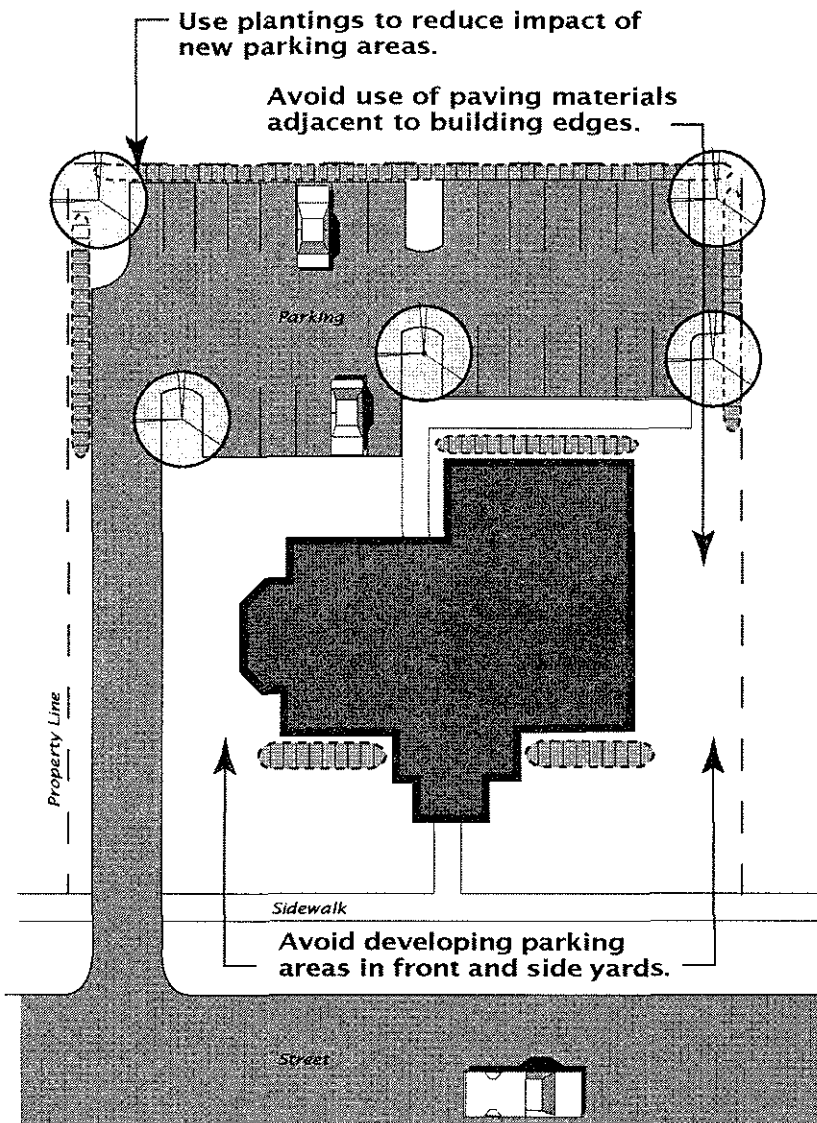 Use plantings to reduce impact of
new parking areas.
Avoid use of paving materials
adjacent to building edges.
Parking
Property Line
Sidewalk
Avoid developing parking
areas in front and side yards.
Street